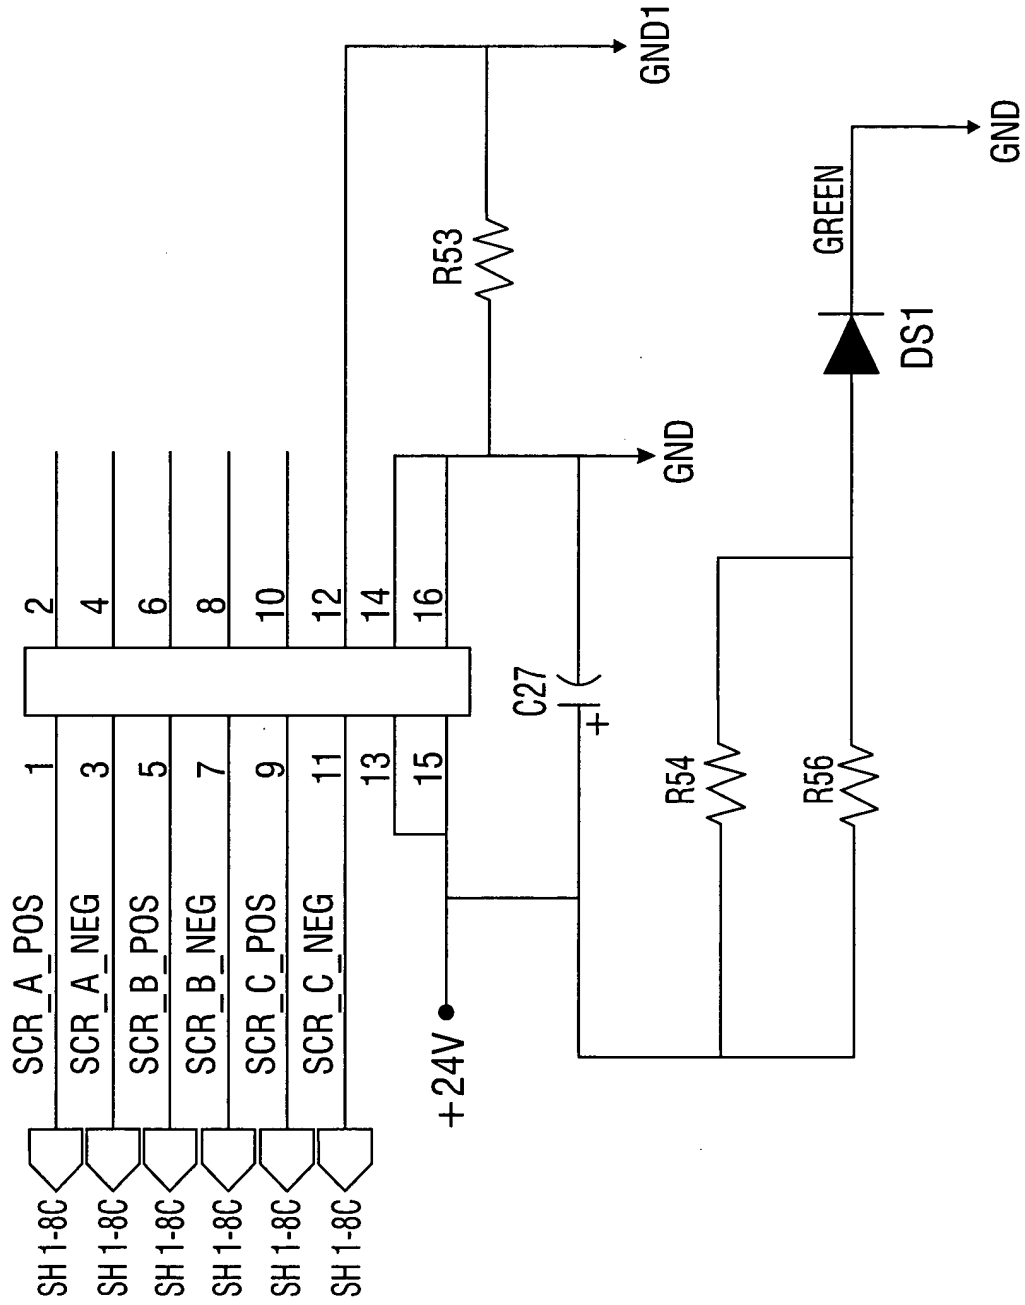 SH 1-8C
SCR_A_POS
1
2
SH 1-8C
SCR_A_NEG
3
4
SH 1-8C
SCR_B_POS
5
6
SH 1-8C
SCR_B_NEG
7
8
SH 1-8C
SCR_C_POS
9
10
SH 1-8C
SCR_C_NEG
11
12
13
14
+24V
15
16
R53
GND1
C27
+
GND
R54
R56
DS1
GREEN
GND